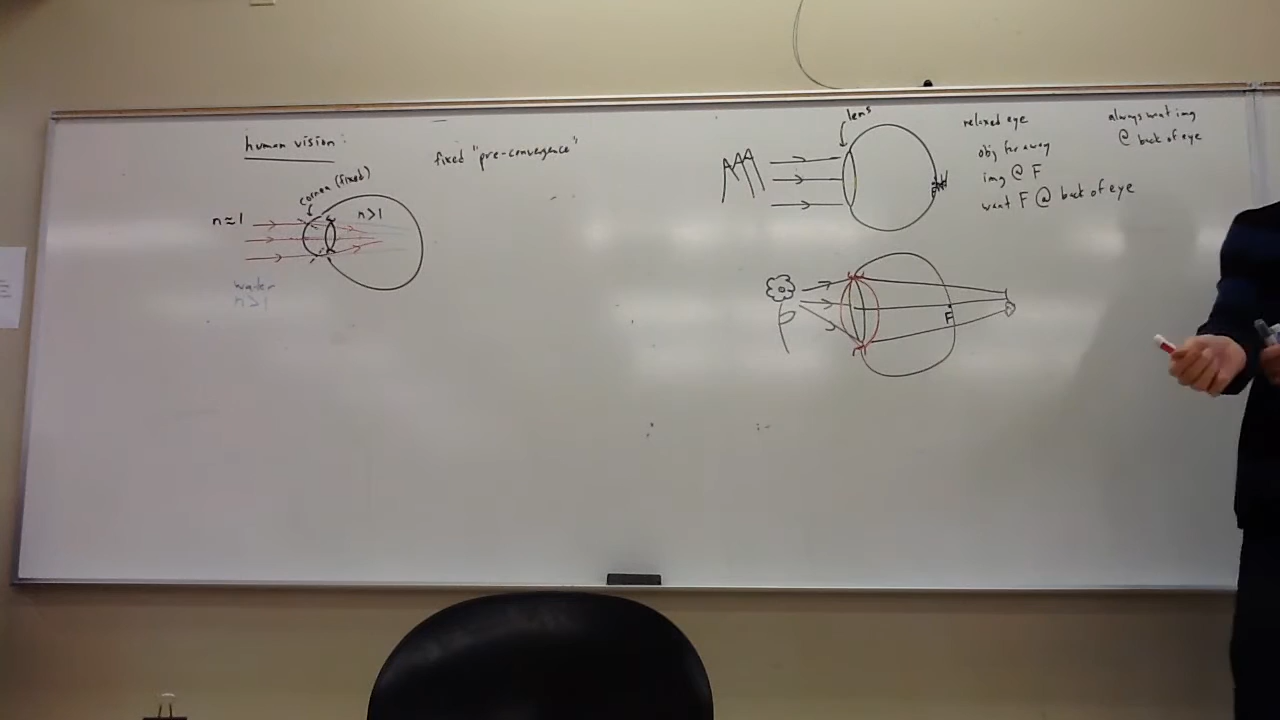 human vision:
fixed "pre-convergence"
cornea (fixed)
n≈1
n>1
water
n>1
lens
relaxed eye
obj far away
img @ F
want F @ back of eye
always want img
@ back of eye
F